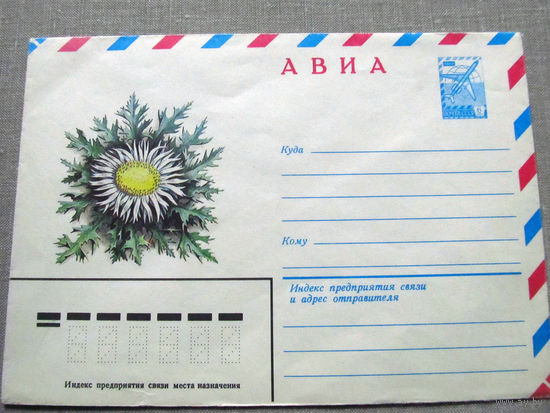 АВИА
Куда
Кому
Индекс предприятия связи
и адрес отправителя
Индекс предприятия связи места назначения